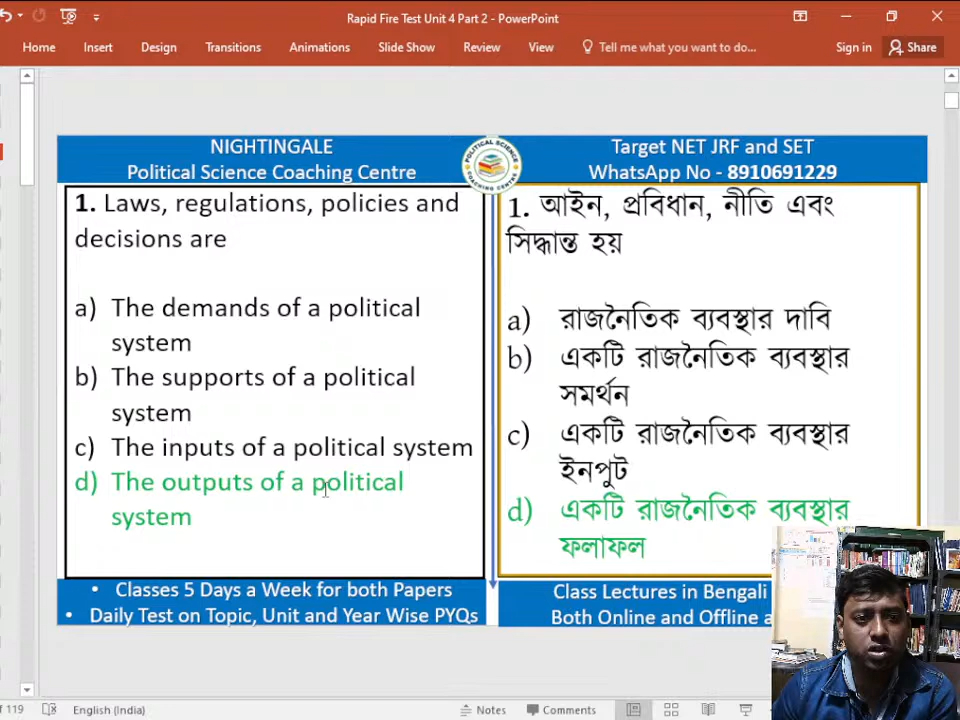 Rapid Fire Test Unit 4 Part 2 - PowerPoint
Home Insert Design Transitions Animations Slide Show Review View Tell me what you want to do... Sign in Share
NIGHTINGALE
Political Science Coaching Centre
POLITICAL SCIENCE
COACHING CENTRE
Target NET JRF and SET
WhatsApp No - 8910691229
1. Laws, regulations, policies and
decisions are
a) The demands of a political
system
b) The supports of a political
system
c) The inputs of a political system
d) The outputs of a political
system
1. আইন, প্রবিধান, নীতি এবং
সিদ্ধান্ত হয়
a) রাজনৈতিক ব্যবস্থার দাবি
b) একটি রাজনৈতিক ব্যবস্থার
সমর্থন
c) একটি রাজনৈতিক ব্যবস্থার
ইনপুট
d) একটি রাজনৈতিক ব্যবস্থার
ফলাফল
• Classes 5 Days a Week for both Papers
• Daily Test on Topic, Unit and Year Wise PYQs
Class Lectures in Bengali
Both Online and Offline a
f 119 English (India) Notes Comments